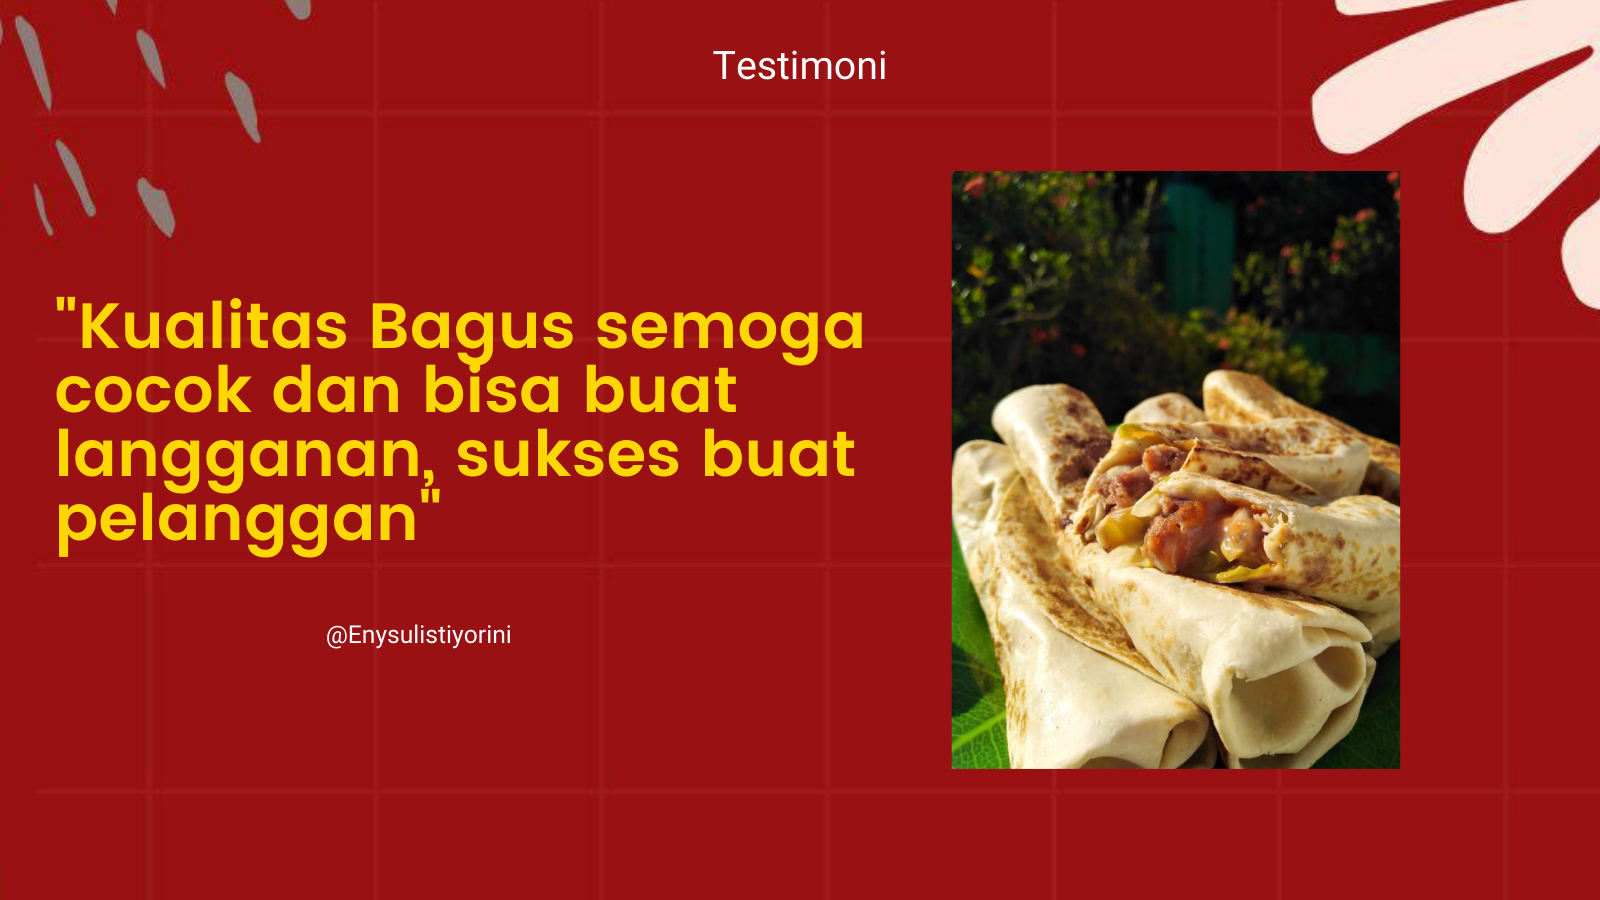 Testimoni
"Kualitas Bagus semoga
cocok dan bisa buat
langganan, sukses buat
pelanggan"
@Enysulistiyorini